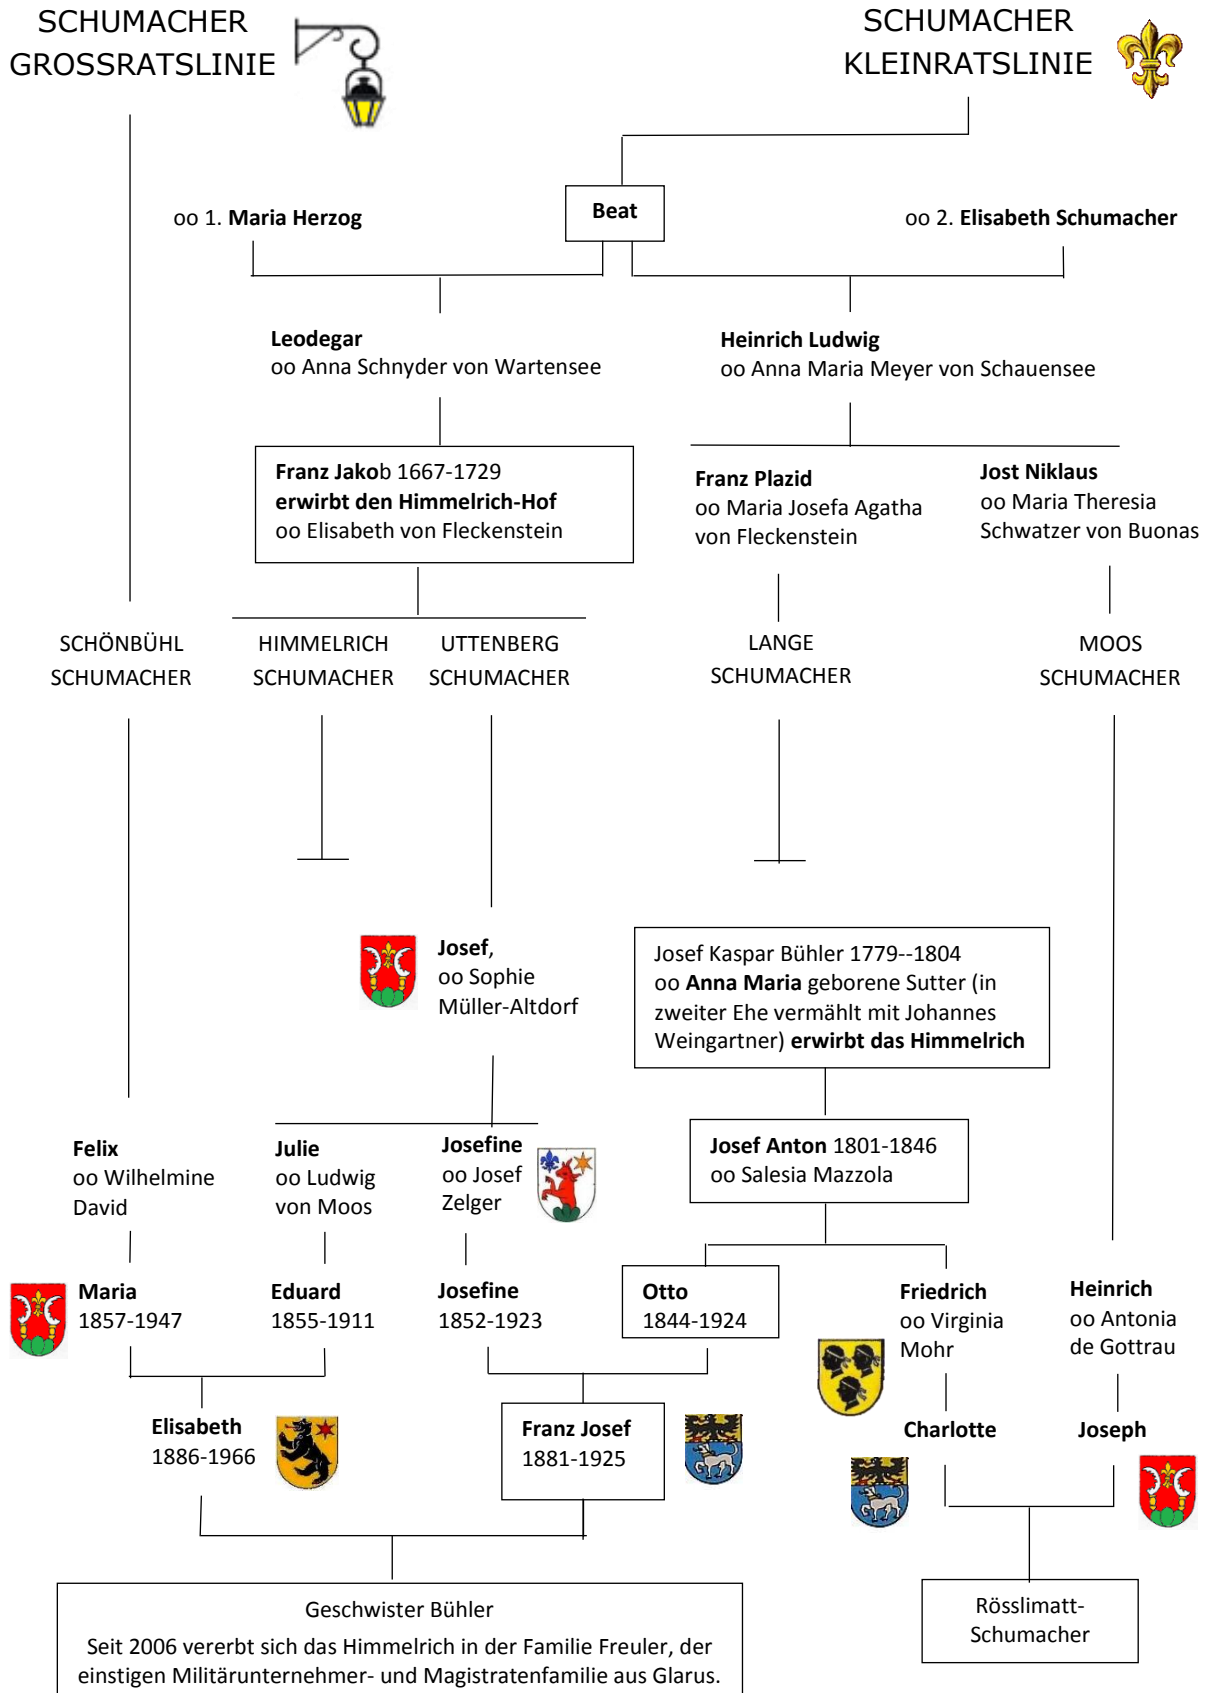 SCHUMACHER
GROSSRATSLINIE
SCHUMACHER
KLEINRATSLINIE
oo 1. Maria Herzog
Beat
oo 2. Elisabeth Schumacher
Leodegar
oo Anna Schnyder von Wartensee
Heinrich Ludwig
oo Anna Maria Meyer von Schauensee
Franz Jakob 1667-1729
erwirbt den Himmelrich-Hof
oo Elisabeth von Fleckenstein
Franz Plazid
oo Maria Josefa Agatha
von Fleckenstein
Jost Niklaus
oo Maria Theresia
Schwatzer von Buonas
SCHÖNBÜHL
SCHUMACHER
HIMMELRICH
SCHUMACHER
UTTENBERG
SCHUMACHER
LANGE
SCHUMACHER
MOOS
SCHUMACHER
Josef,
oo Sophie
Müller-Altdorf
Josef Kaspar Bühler 1779--1804
oo Anna Maria geborene Sutter (in
zweiter Ehe vermählt mit Johannes
Weingartner) erwirbt das Himmelrich
Felix
oo Wilhelmine
David
Julie
oo Ludwig
von Moos
Josefine
oo Josef
Zelger
Josef Anton 1801-1846
oo Salesia Mazzola
Maria
1857-1947
Eduard
1855-1911
Josefine
1852-1923
Otto
1844-1924
Friedrich
oo Virginia
Mohr
Heinrich
oo Antonia
de Gottrau
Elisabeth
1886-1966
Franz Josef
1881-1925
Charlotte
Joseph
Geschwister Bühler
Seit 2006 vererbt sich das Himmelrich in der Familie Freuler, der
einstigen Militärunternehmer- und Magistratenfamilie aus Glarus.
Rösslimatt-
Schumacher